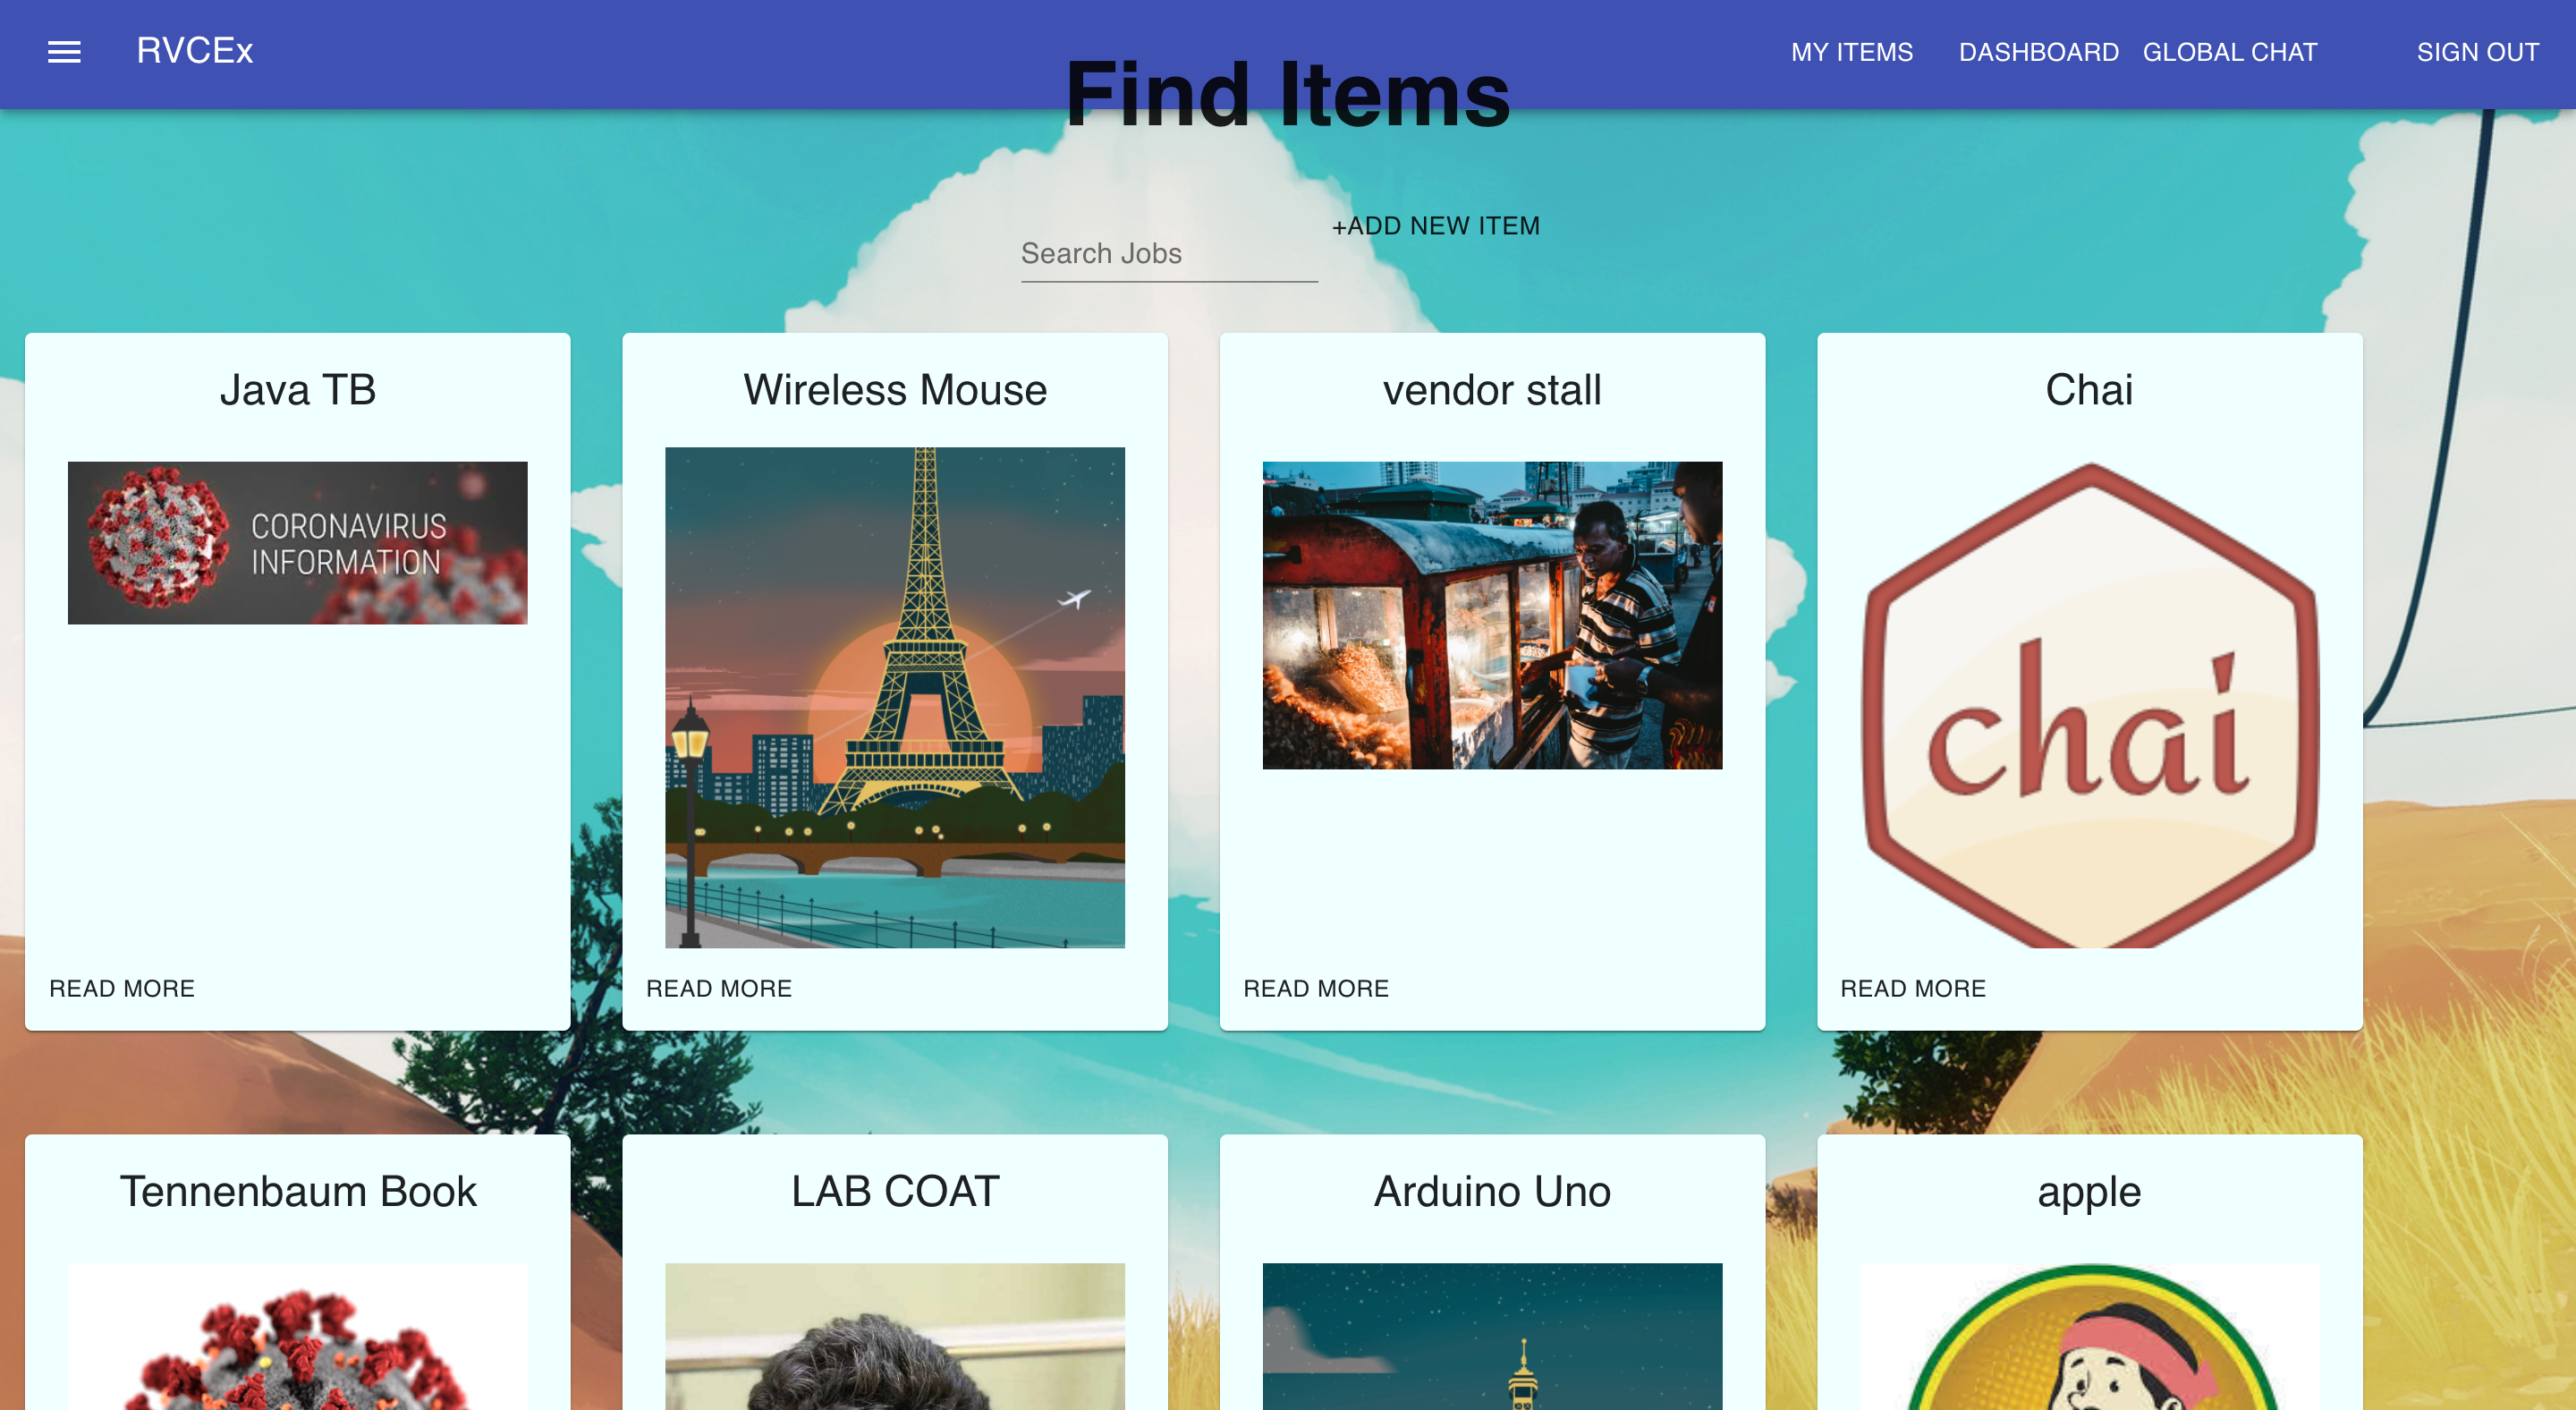 RVCEx
MY ITEMS
DASHBOARD
GLOBAL CHAT
SIGN OUT
Find Items
+ADD NEW ITEM
Search Jobs
Java TB
Wireless Mouse
vendor stall
Chai
CORONAVIRUS
INFORMATION
chai
READ MORE
READ MORE
READ MORE
READ MORE
Tennenbaum Book
LAB COAT
Arduino Uno
apple